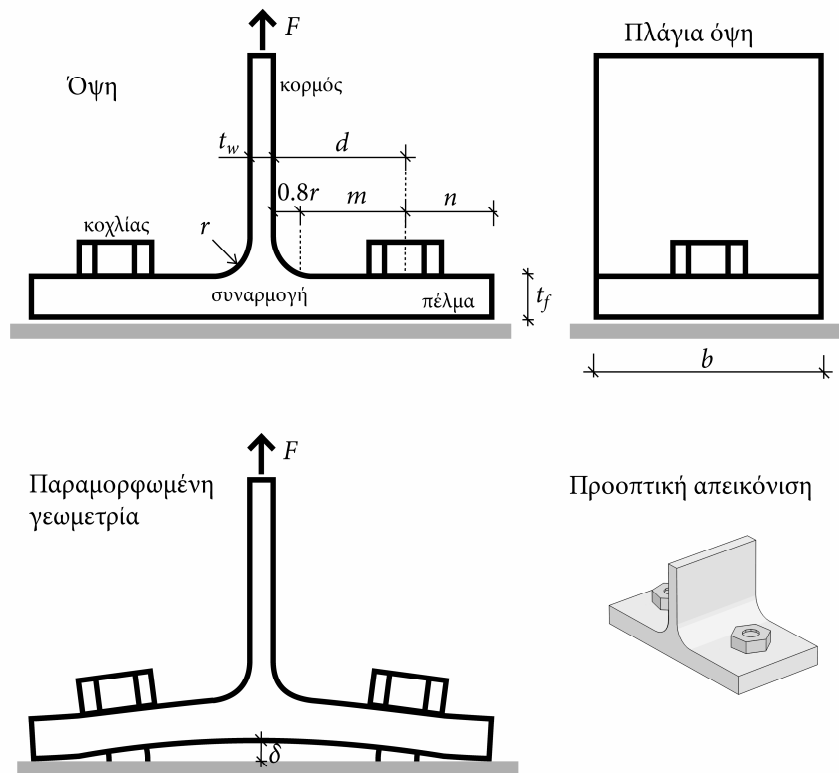 F
Πλάγια όψη
Όψη
κορμός
t_w
d
0.8r
m
n
κοχλίας
r
συναρμογή
πέλμα
t_f
b
F
Παραμορφωμένη
γεωμετρία
Προοπτική απεικόνιση
δ